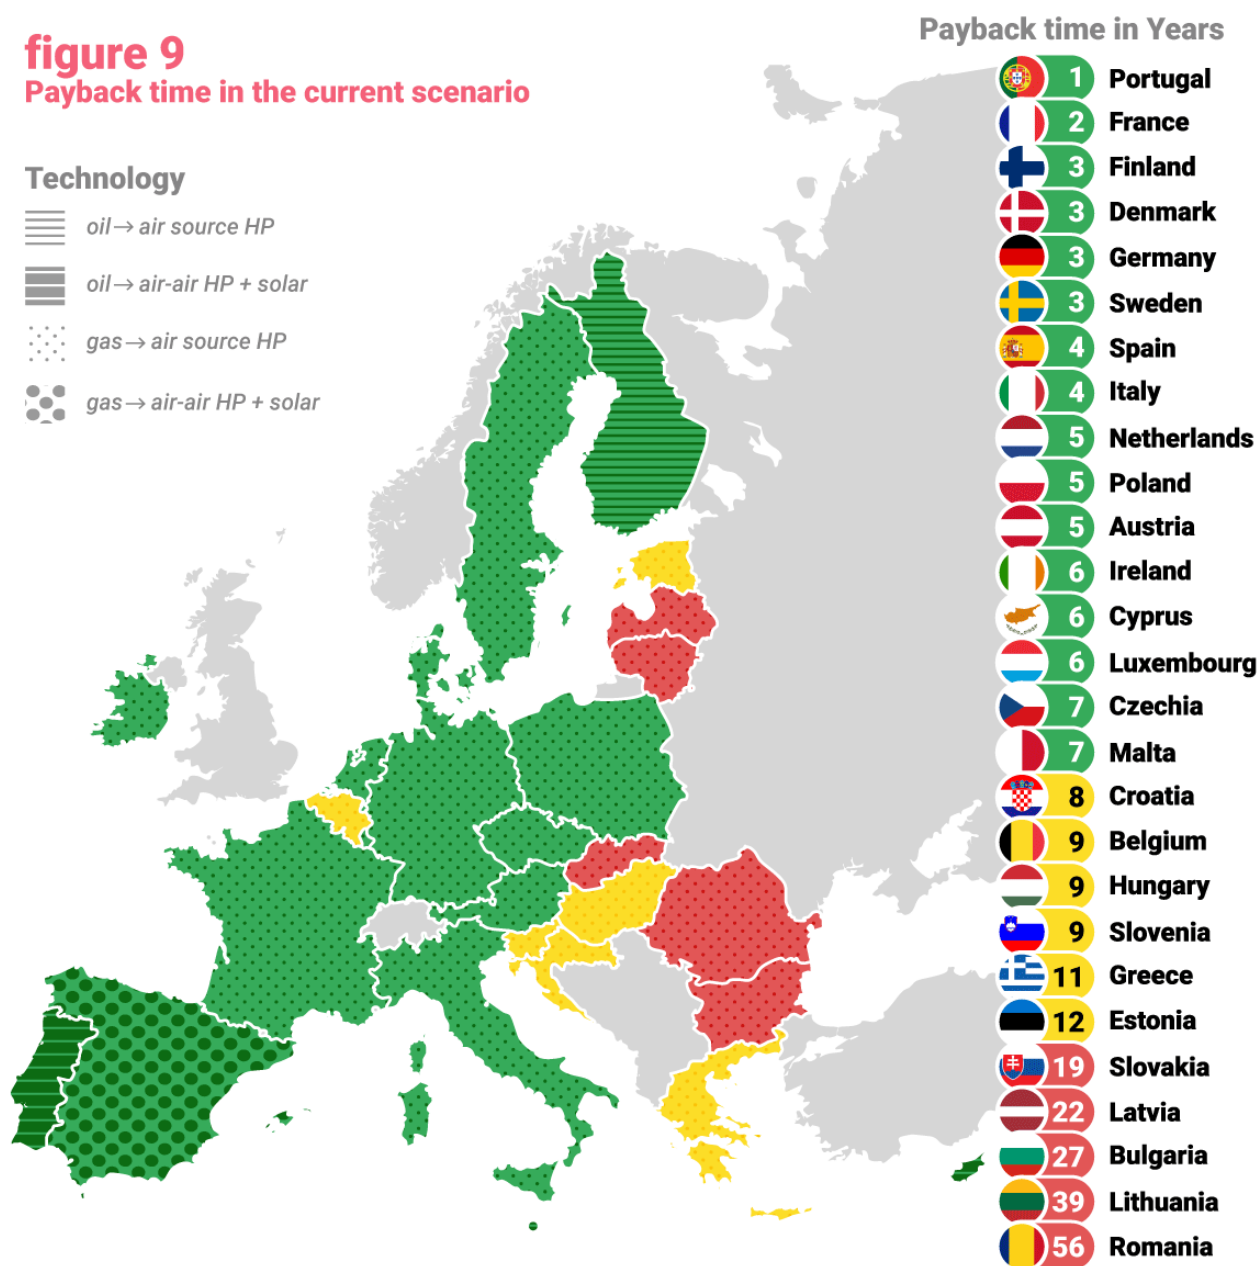 figure 9
Payback time in the current scenario
Technology
oil→air source HP
oil→air-air HP + solar
gas→air source HP
gas→air-air HP + solar
Payback time in Years
1 Portugal
2 France
3 Finland
3 Denmark
3 Germany
3 Sweden
4 Spain
4 Italy
5 Netherlands
5 Poland
5 Austria
6 Ireland
6 Cyprus
6 Luxembourg
7 Czechia
7 Malta
8 Croatia
9 Belgium
9 Hungary
9 Slovenia
11 Greece
12 Estonia
19 Slovakia
22 Latvia
27 Bulgaria
39 Lithuania
56 Romania